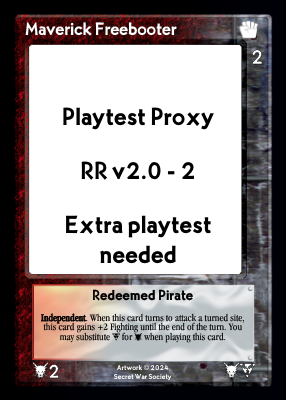 Maverick Freebooter
2
Playtest Proxy
RR v2.0 - 2
Extra playtest
needed
Redeemed Pirate
Independent. When this card turns to attack a turned site,
this card gains +2 Fighting until the end of the turn. You
may substitute for when playing this card.
2
Artwork © 2024
Secret War Society